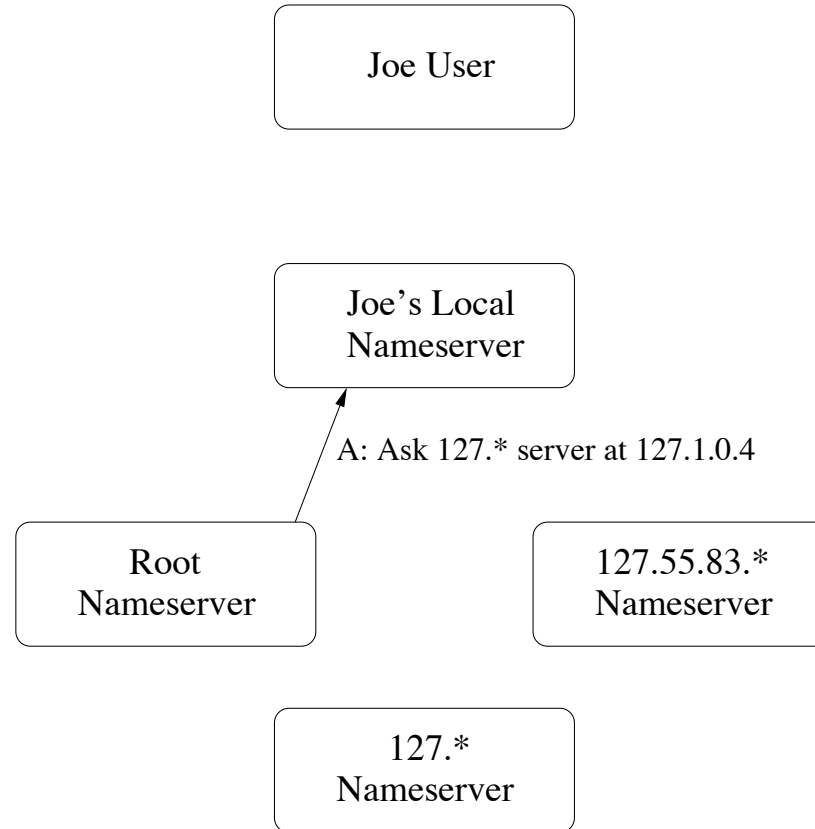 Joe User
Joe’s Local
Nameserver
A: Ask 127.* server at 127.1.0.4
Root
Nameserver
127.55.83.*
Nameserver
127.*
Nameserver